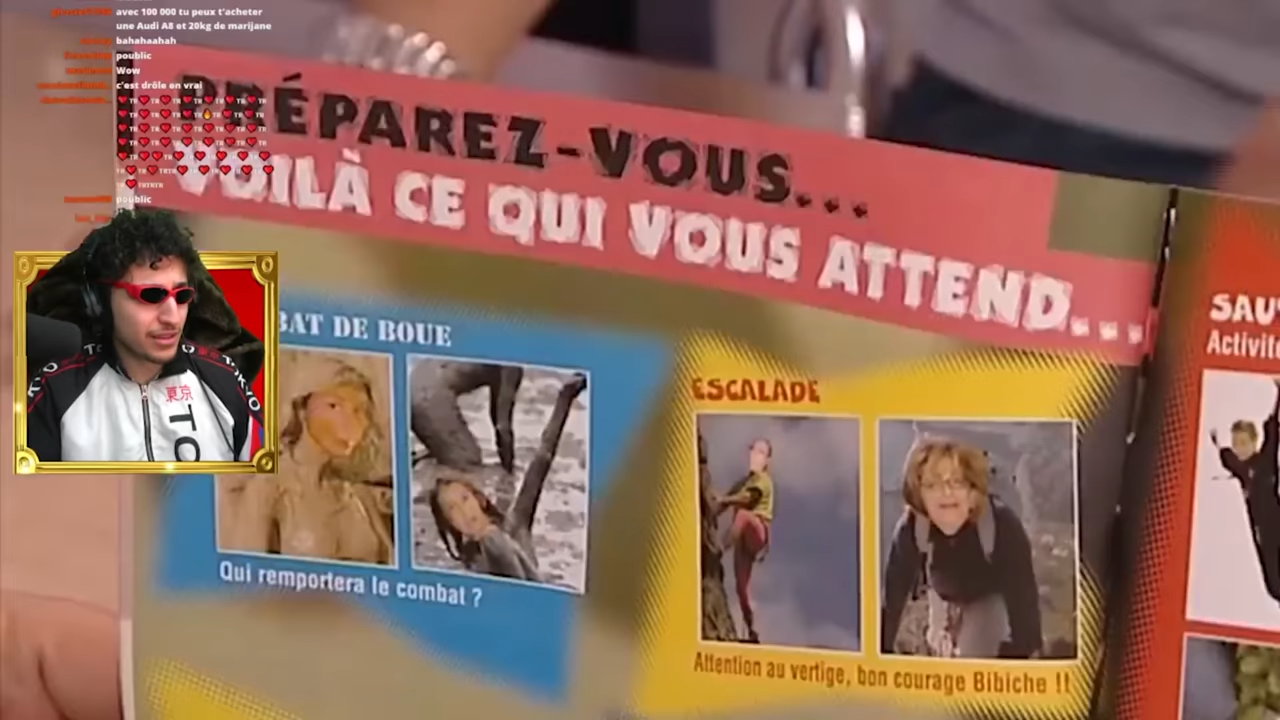 avec 100 000 tu peux t'acheter
une Audi A8 et 20kg de marijane
bahahaahah
poublic
Wow
c'est drôle en vrai
poublic
PRÉPAREZ-VOUS...
VOILÀ CE QUI VOUS ATTEND...
BAT DE BOUE
ESCALADE
SAU
Activité
Qui remportera le combat ?
Attention au vertige, bon courage Bibiche !!
東京
TO